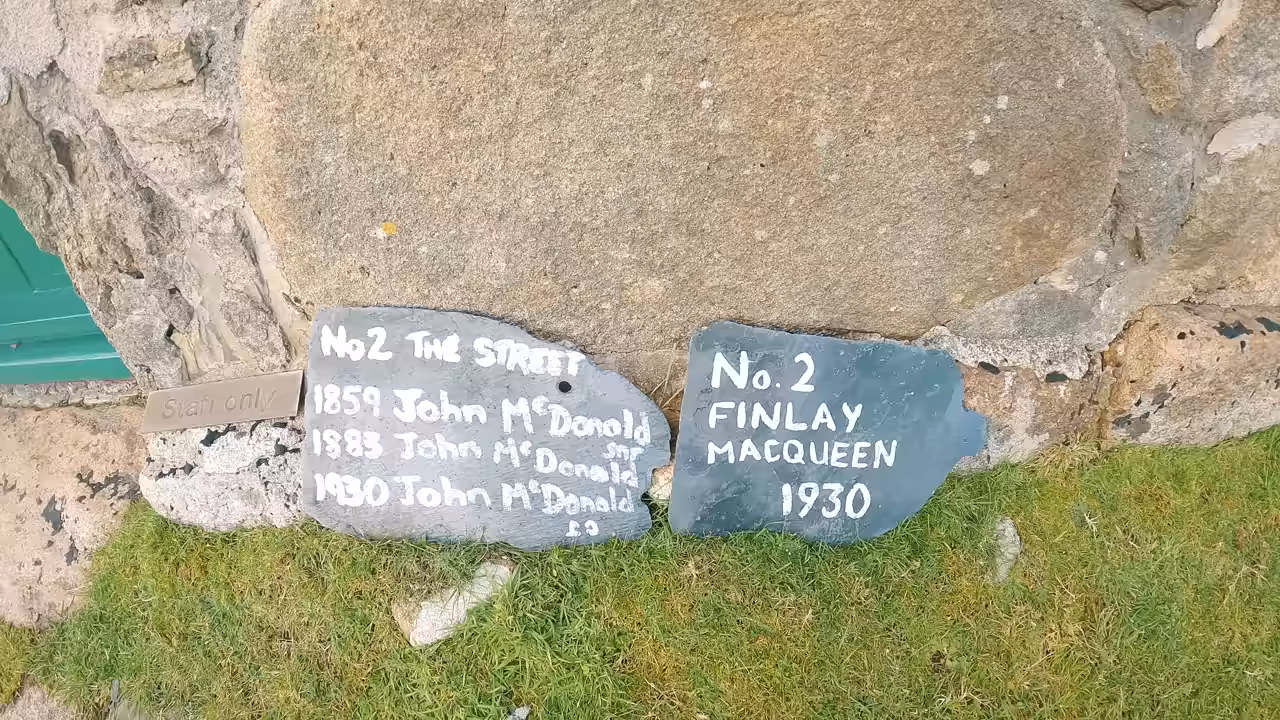 Staff only
No2 THE STREET
1859 John McDonald
snr
1883 John McDonald
1930 John McDonald
No. 2
FINLAY
MACQUEEN
1930